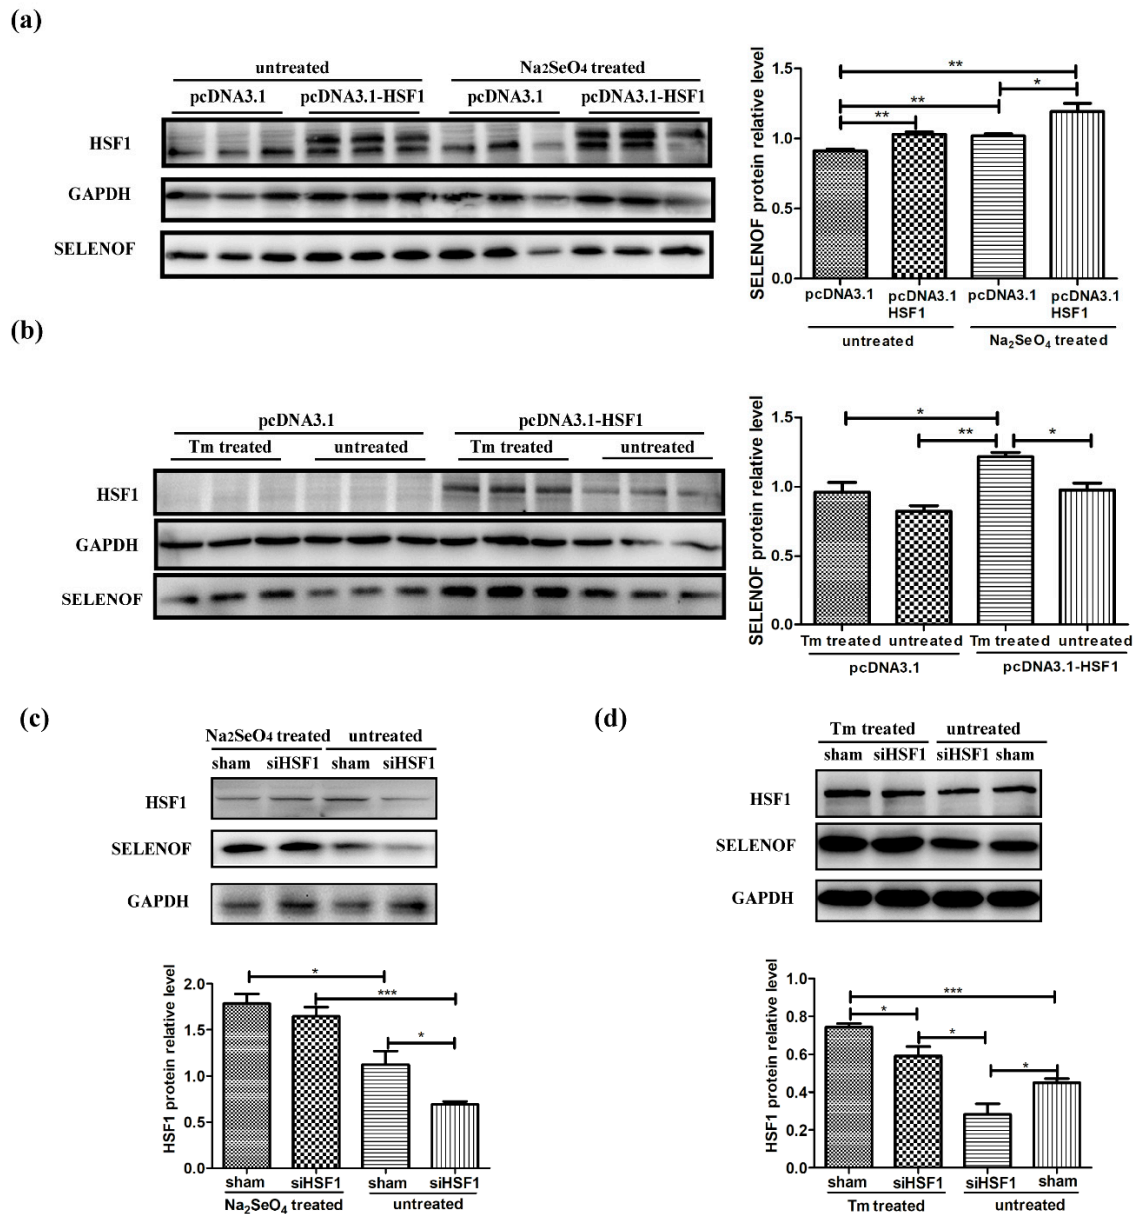 (a)
untreated Na2SeO4 treated
pcDNA3.1 pcDNA3.1-HSF1 pcDNA3.1 pcDNA3.1-HSF1
HSF1
GAPDH
SELENOF
SELENOF protein relative level
1.5
1.0
0.5
0.0
** 
* 
** 
**
pcDNA3.1 pcDNA3.1 HSF1 pcDNA3.1 pcDNA3.1 HSF1
untreated Na2SeO4 treated
(b)
pcDNA3.1 pcDNA3.1-HSF1
Tm treated untreated Tm treated untreated
HSF1
GAPDH
SELENOF
SELENOF protein relative level
1.5
1.0
0.5
0.0
*
** *
Tm treated untreated Tm treated untreated
pcDNA3.1 pcDNA3.1-HSF1
(c)
Na2SeO4 treated untreated
sham siHSF1 sham siHSF1
HSF1
SELENOF
GAPDH
HSF1 protein relative level
2.0
1.5
1.0
0.5
0.0
*
***
*
sham siHSF1 sham siHSF1
Na2SeO4 treated untreated
(d)
Tm treated untreated
sham siHSF1 siHSF1 sham
HSF1
SELENOF
GAPDH
HSF1 protein relative level
1.0
0.8
0.6
0.4
0.2
0.0
***
*
*
*
sham siHSF1 siHSF1 sham
Tm treated untreated